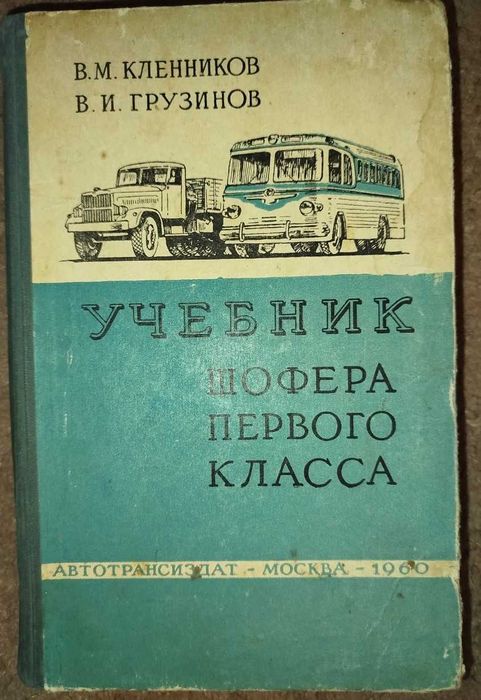 В.М. КЛЕННИКОВ
В.И. ГРУЗИНОВ
УЧЕБНИК
ШОФЕРА
ПЕРВОГО
КЛАССА
АВТОТРАНСИЗДАТ - МОСКВА - 1960